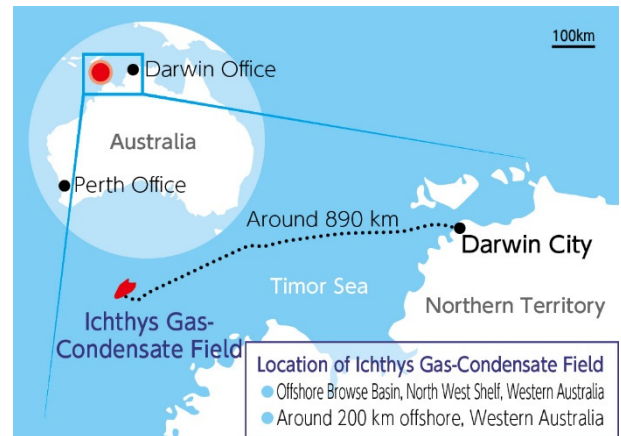 100km
Darwin Office
Australia
Perth Office
Around 890 km
Darwin City
Timor Sea
Northern Territory
Ichthys Gas-
Condensate Field
Location of Ichthys Gas-Condensate Field
Offshore Browse Basin, North West Shelf, Western Australia
Around 200 km offshore, Western Australia